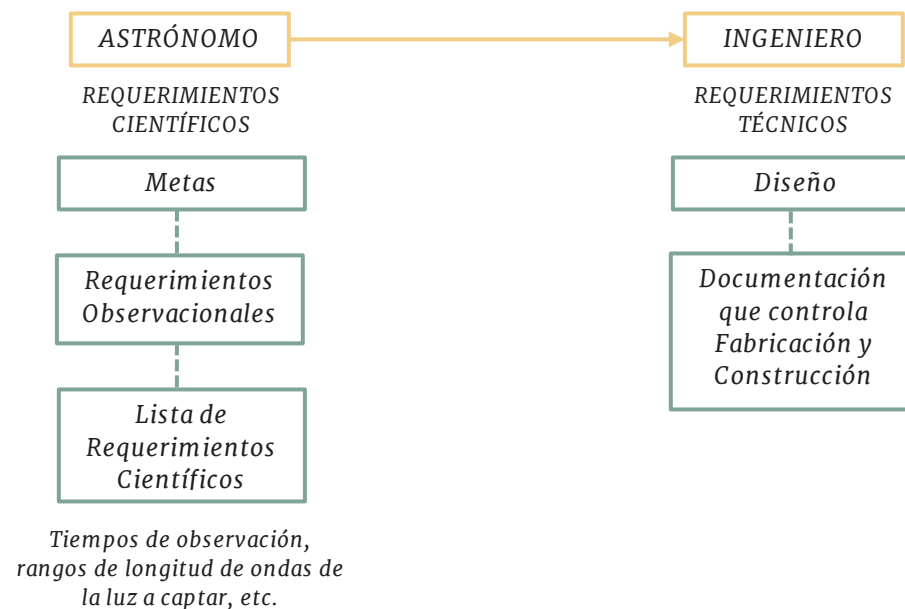 ASTRÓNOMO
REQUERIMIENTOS
CIENTÍFICOS
Metas
Requerimientos
Observacionales
Lista de
Requerimientos
Científicos
Tiempos de observación,
rangos de longitud de ondas de
la luz a captar, etc.
INGENIERO
REQUERIMIENTOS
TÉCNICOS
Diseño
Documentación
que controla
Fabricación y
Construcción